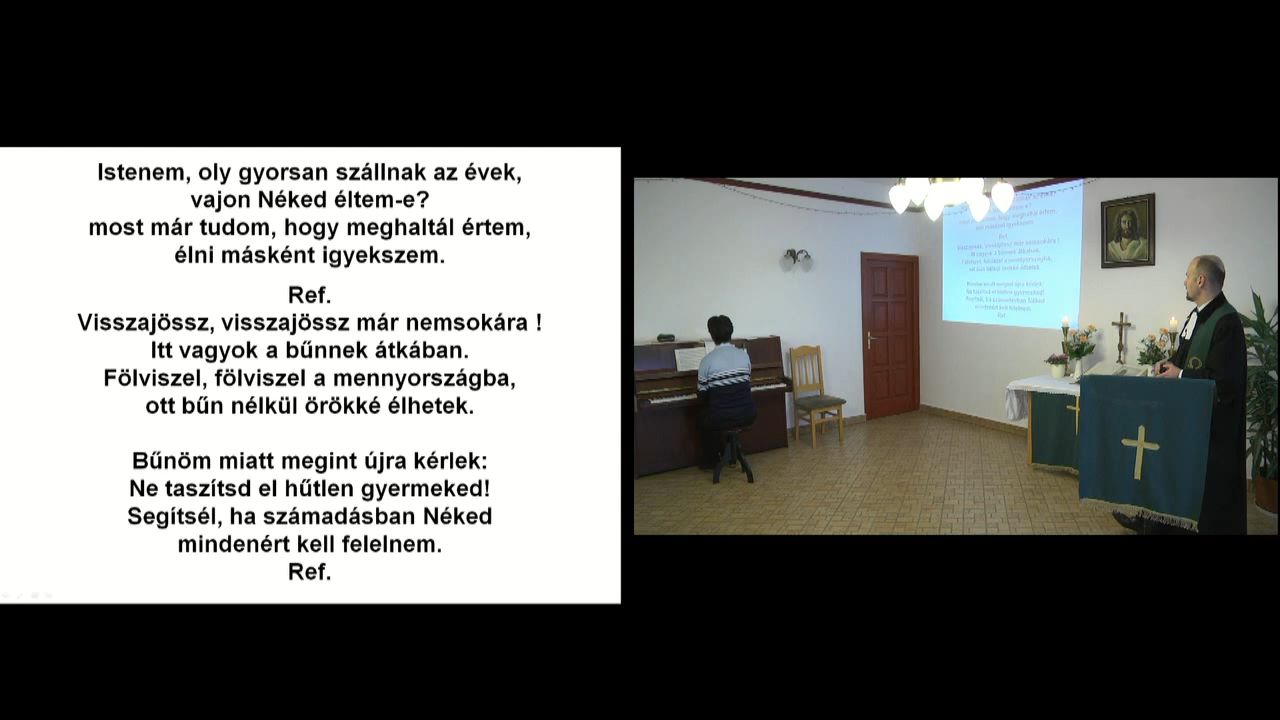 Istenem, oly gyorsan szállnak az évek,
vajon Néked éltem-e?
most már tudom, hogy meghaltál értem,
élni másként igyekszem.
Ref.
Visszajössz, visszajössz már nemsokára !
Itt vagyok a bűnnek átkában.
Fölviszel, fölviszel a mennyországba,
ott bűn nélkül örökké élhetek.
Bűnöm miatt megint újra kérlek:
Ne taszítsd el hűtlen gyermeked!
Segítsél, ha számadásban Néked
mindenért kell felelnem.
Ref.